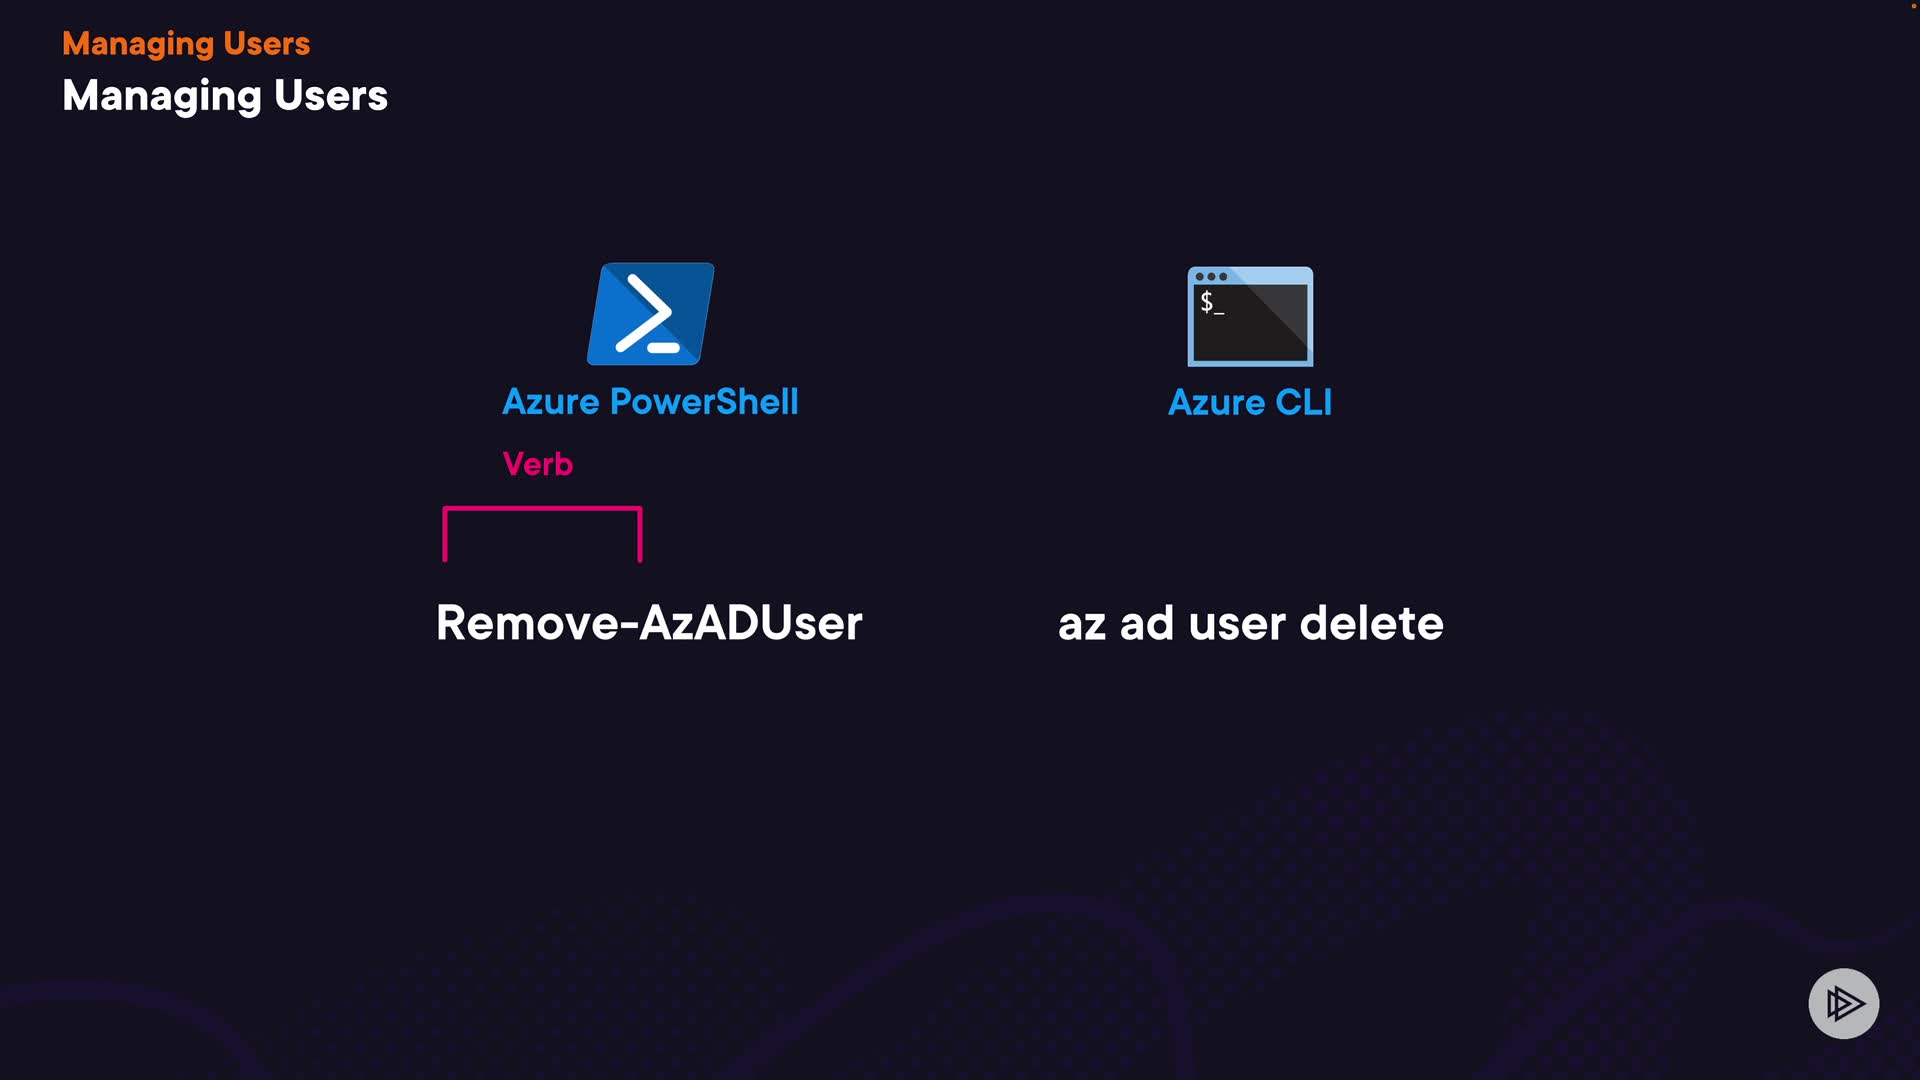 Managing Users
Managing Users
$_
Azure PowerShell
Azure CLI
Verb
Remove-AzADUser
az ad user delete